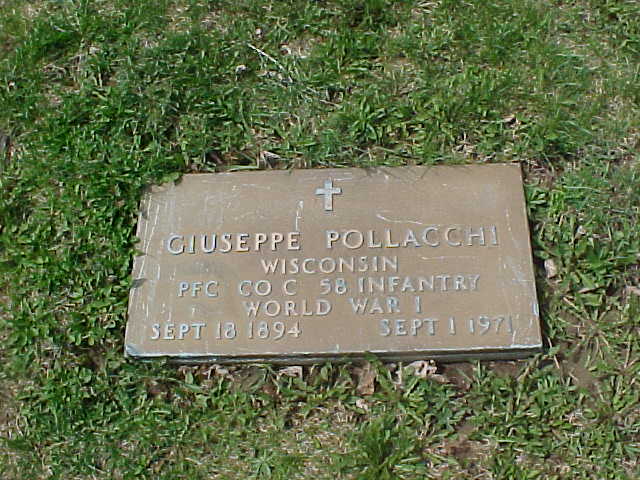 GIUSEPPE POLLACCHI
WISCONSIN
PFC CO C 58 INFANTRY
WORLD WAR I
SEPT 18 1894 SEPT 1 1971